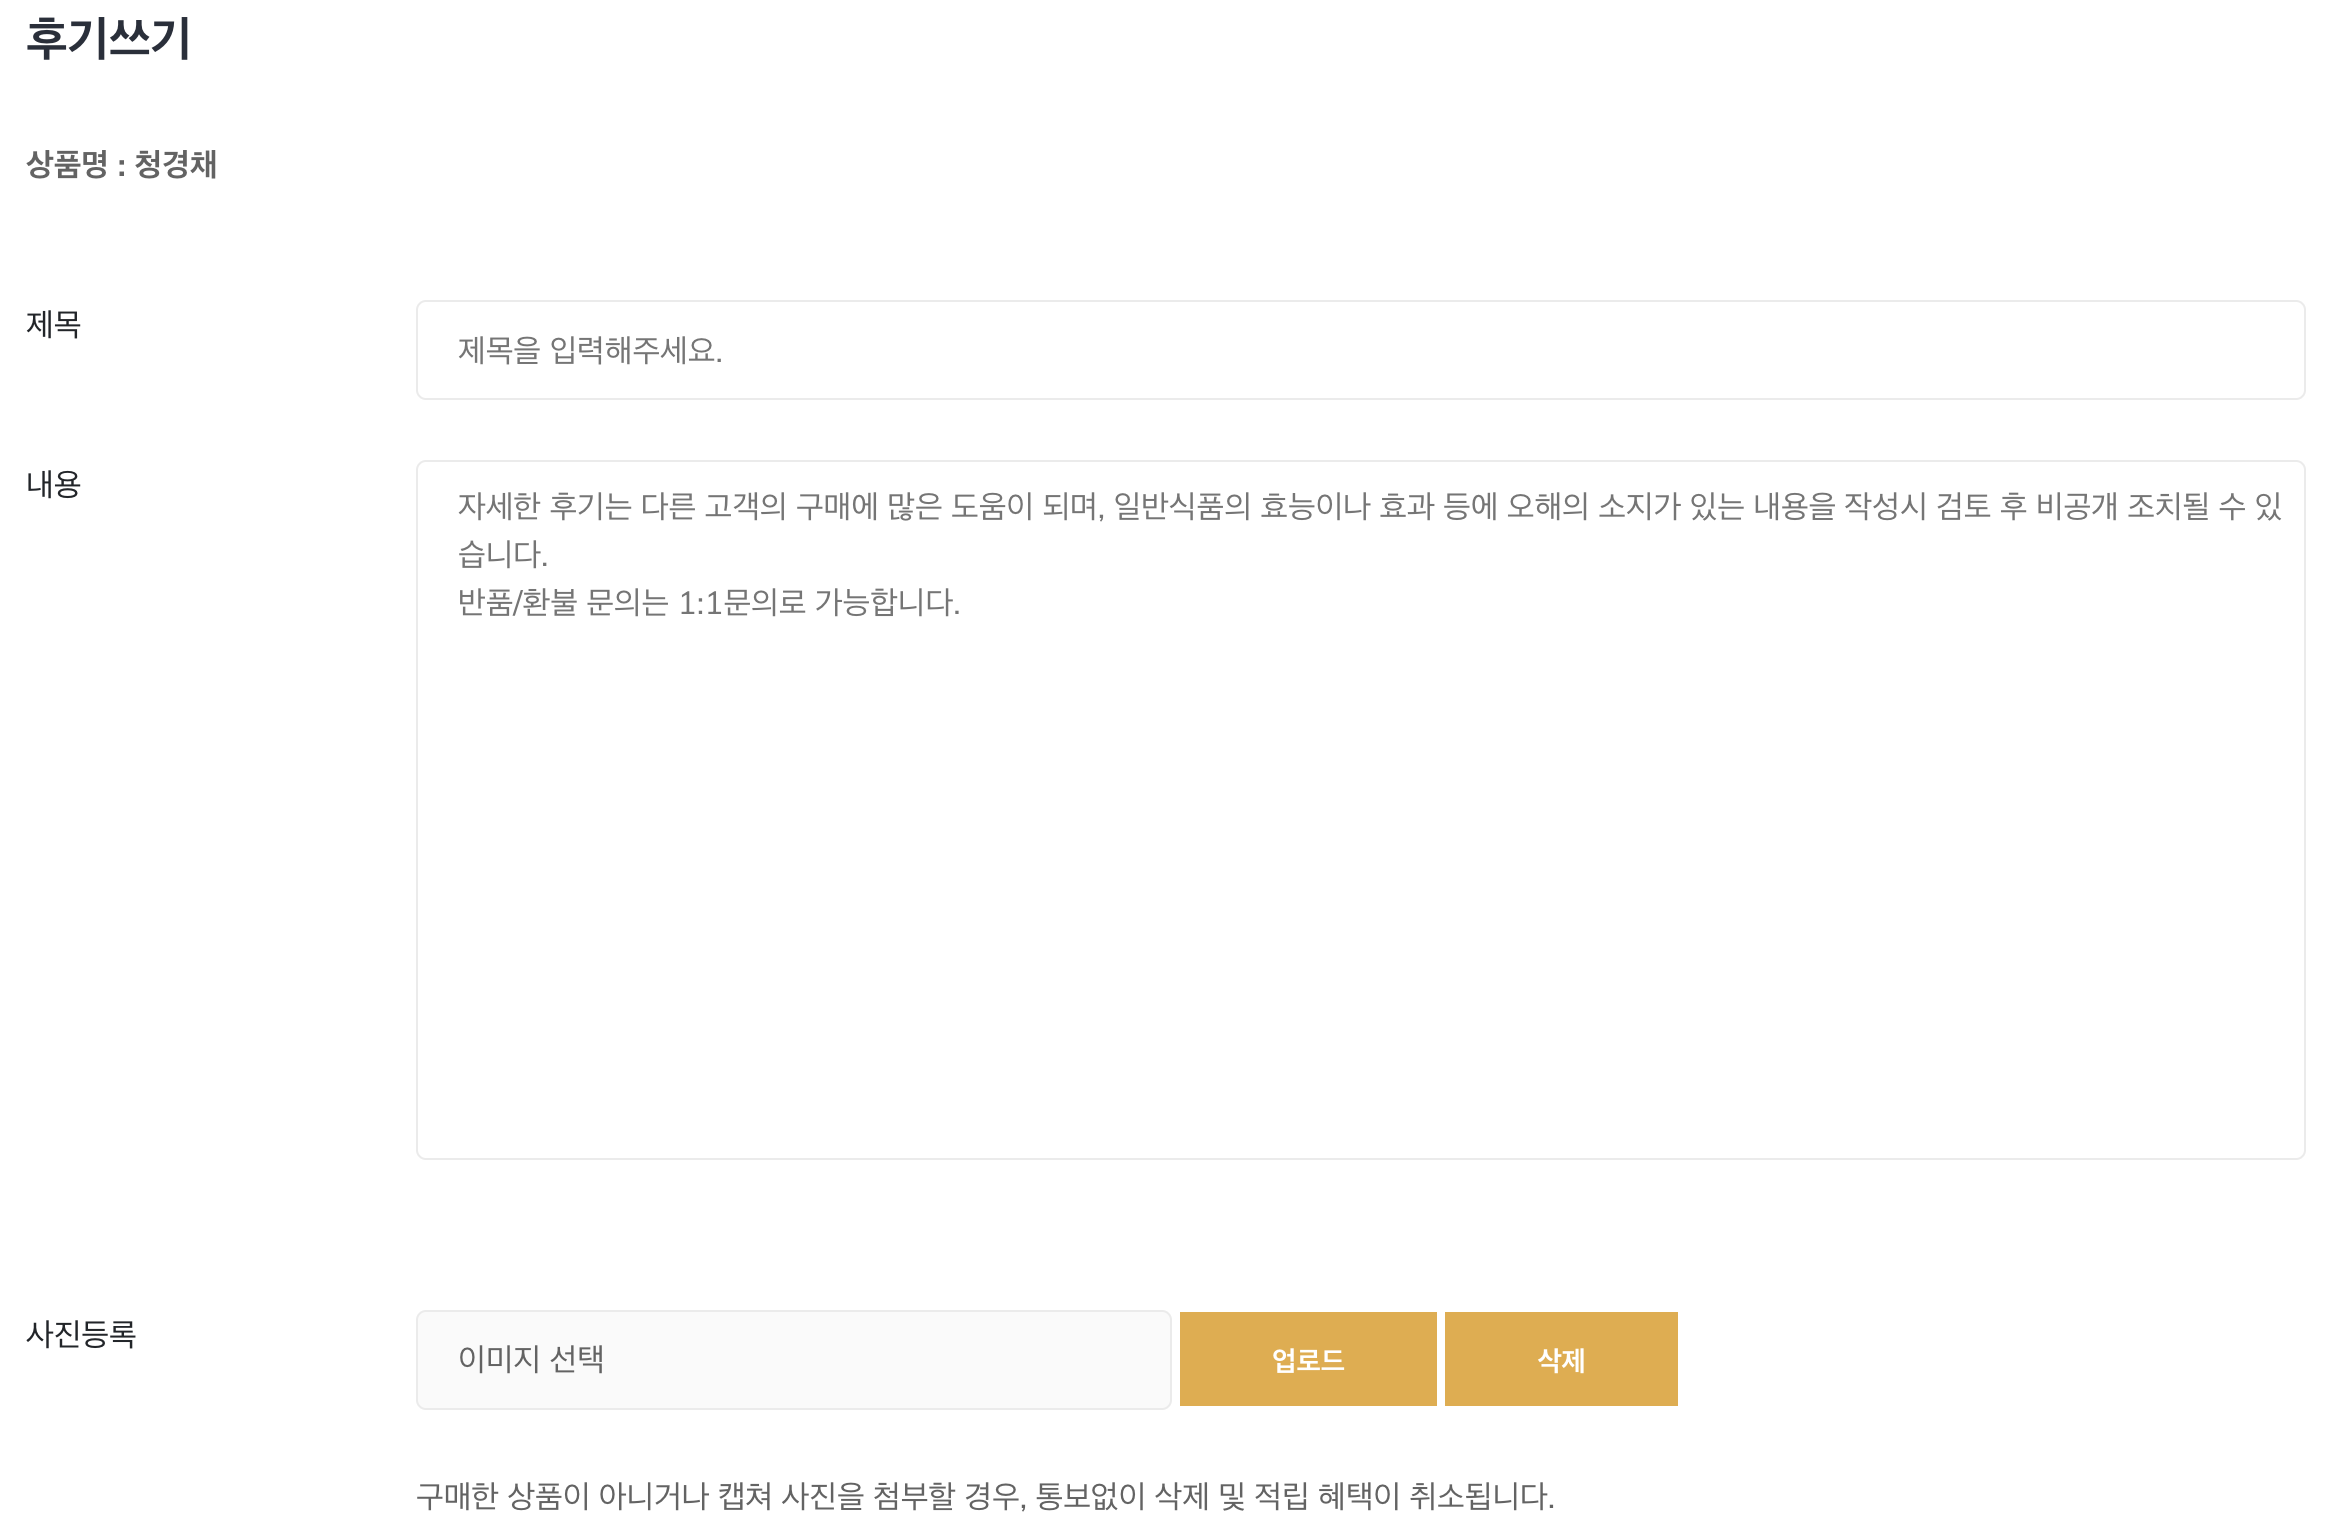 후기쓰기
상품명 : 청경채
제목
제목을 입력해주세요.
내용
자세한 후기는 다른 고객의 구매에 많은 도움이 되며, 일반식품의 효능이나 효과 등에 오해의 소지가 있는 내용을 작성시 검토 후 비공개 조치될 수 있
습니다.
반품/환불 문의는 1:1문의로 가능합니다.
사진등록
이미지 선택
업로드
삭제
구매한 상품이 아니거나 캡쳐 사진을 첨부할 경우, 통보없이 삭제 및 적립 혜택이 취소됩니다.